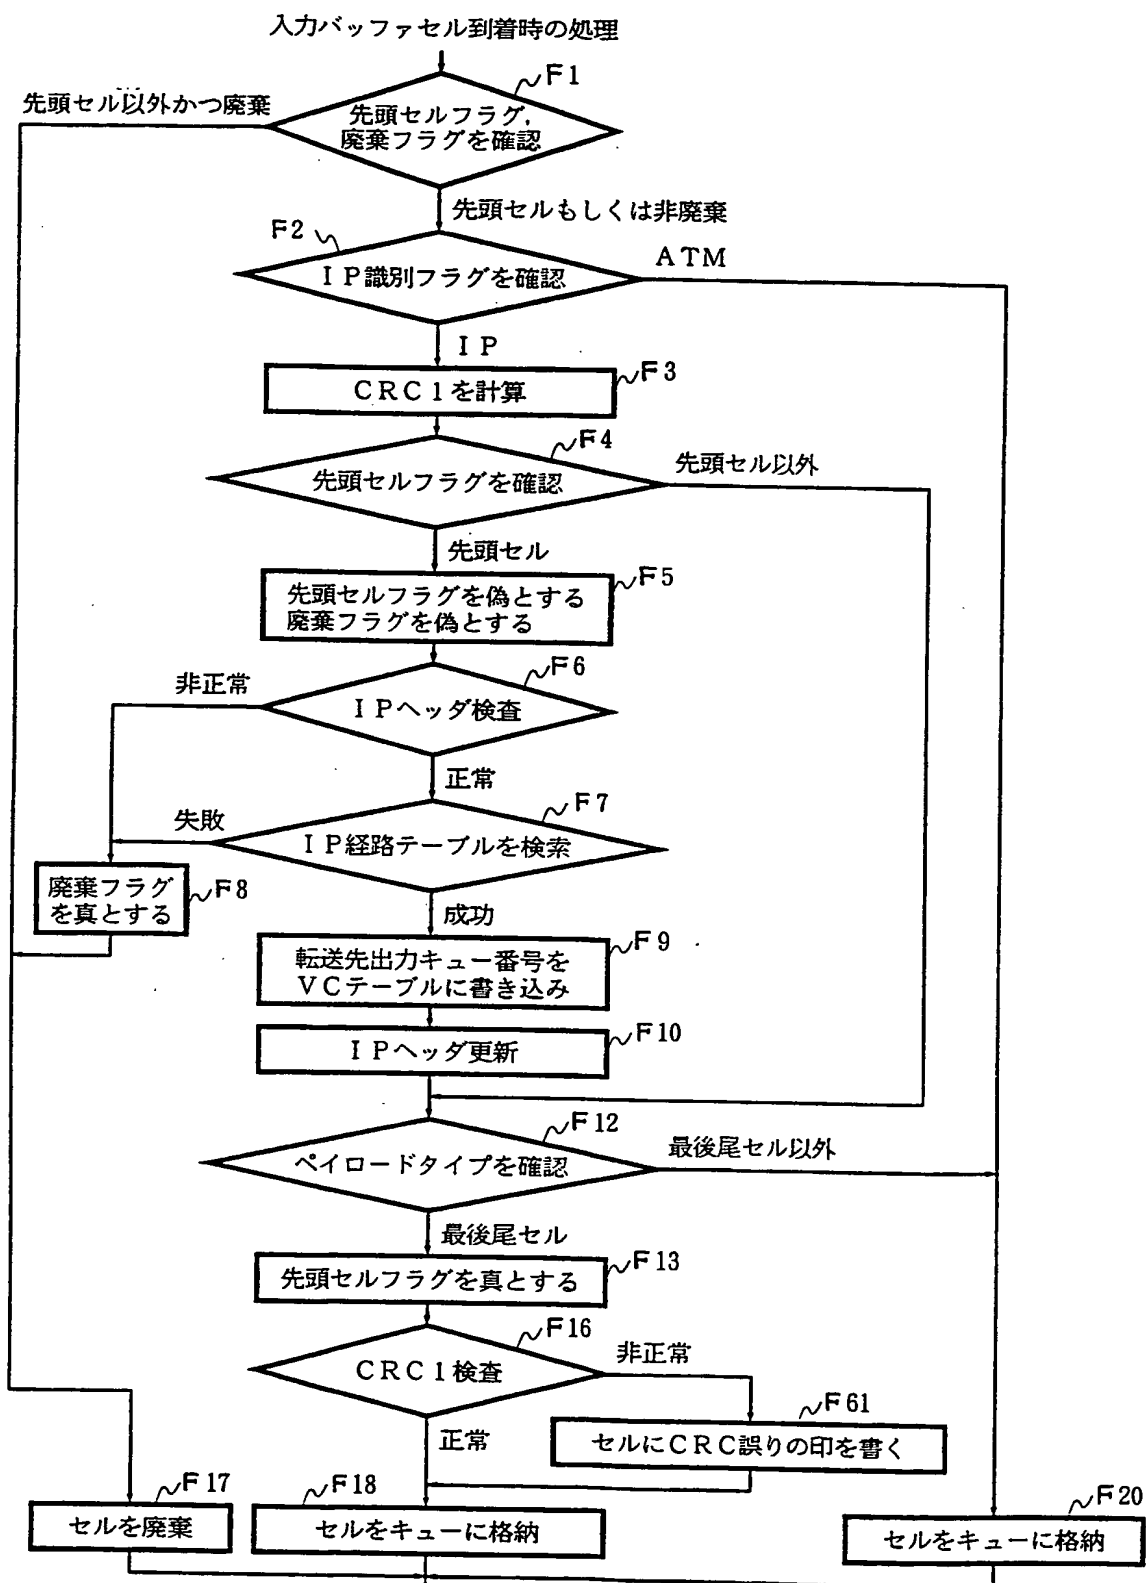 入力バッファセル到着時の処理
F1
先頭セル以外かつ廃棄
先頭セルフラグ,
廃棄フラグを確認
先頭セルもしくは非廃棄
F2
ATM
IP識別フラグを確認
IP
F3
CRC1を計算
F4
先頭セル以外
先頭セルフラグを確認
先頭セル
F5
先頭セルフラグを偽とする
廃棄フラグを偽とする
F6
非正常
IPヘッダ検査
正常
F7
失敗
IP経路テーブルを検索
F8
廃棄フラグ
を真とする
成功
F9
転送先出力キュー番号を
VCテーブルに書き込み
F10
IPヘッダ更新
F12
最後尾セル以外
ペイロードタイプを確認
最後尾セル
F13
先頭セルフラグを真とする
F16
非正常
CRC1検査
F61
正常
セルにCRC誤りの印を書く
F17
F18
F20
セルを廃棄
セルをキューに格納
セルをキューに格納